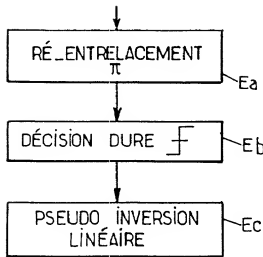 RÉ_ENTRELACEMENT
π
Ea
DÉCISION DURE
Eb
PSEUDO INVERSION
LINÉAIRE
Ec